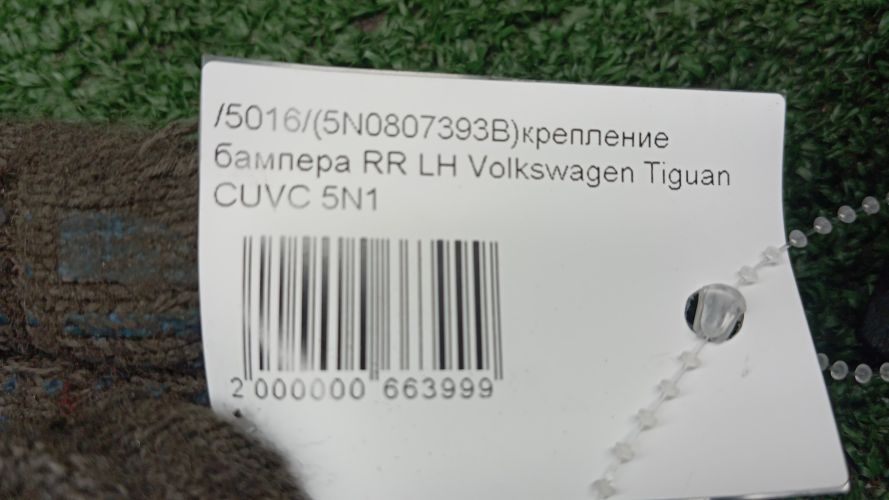 /5016/(5N0807393B)крепление
бампера RR LH Volkswagen Tiguan
CUVC 5N1
2 000000 663999